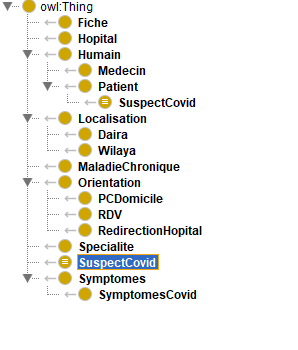 owl:Thing
Fiche
Hopital
Humain
Medecin
Patient
SuspectCovid
Localisation
Daira
Wilaya
MaladieChronique
Orientation
PCDomicile
RDV
RedirectionHopital
Specialite
SuspectCovid
Symptomes
SymptomesCovid